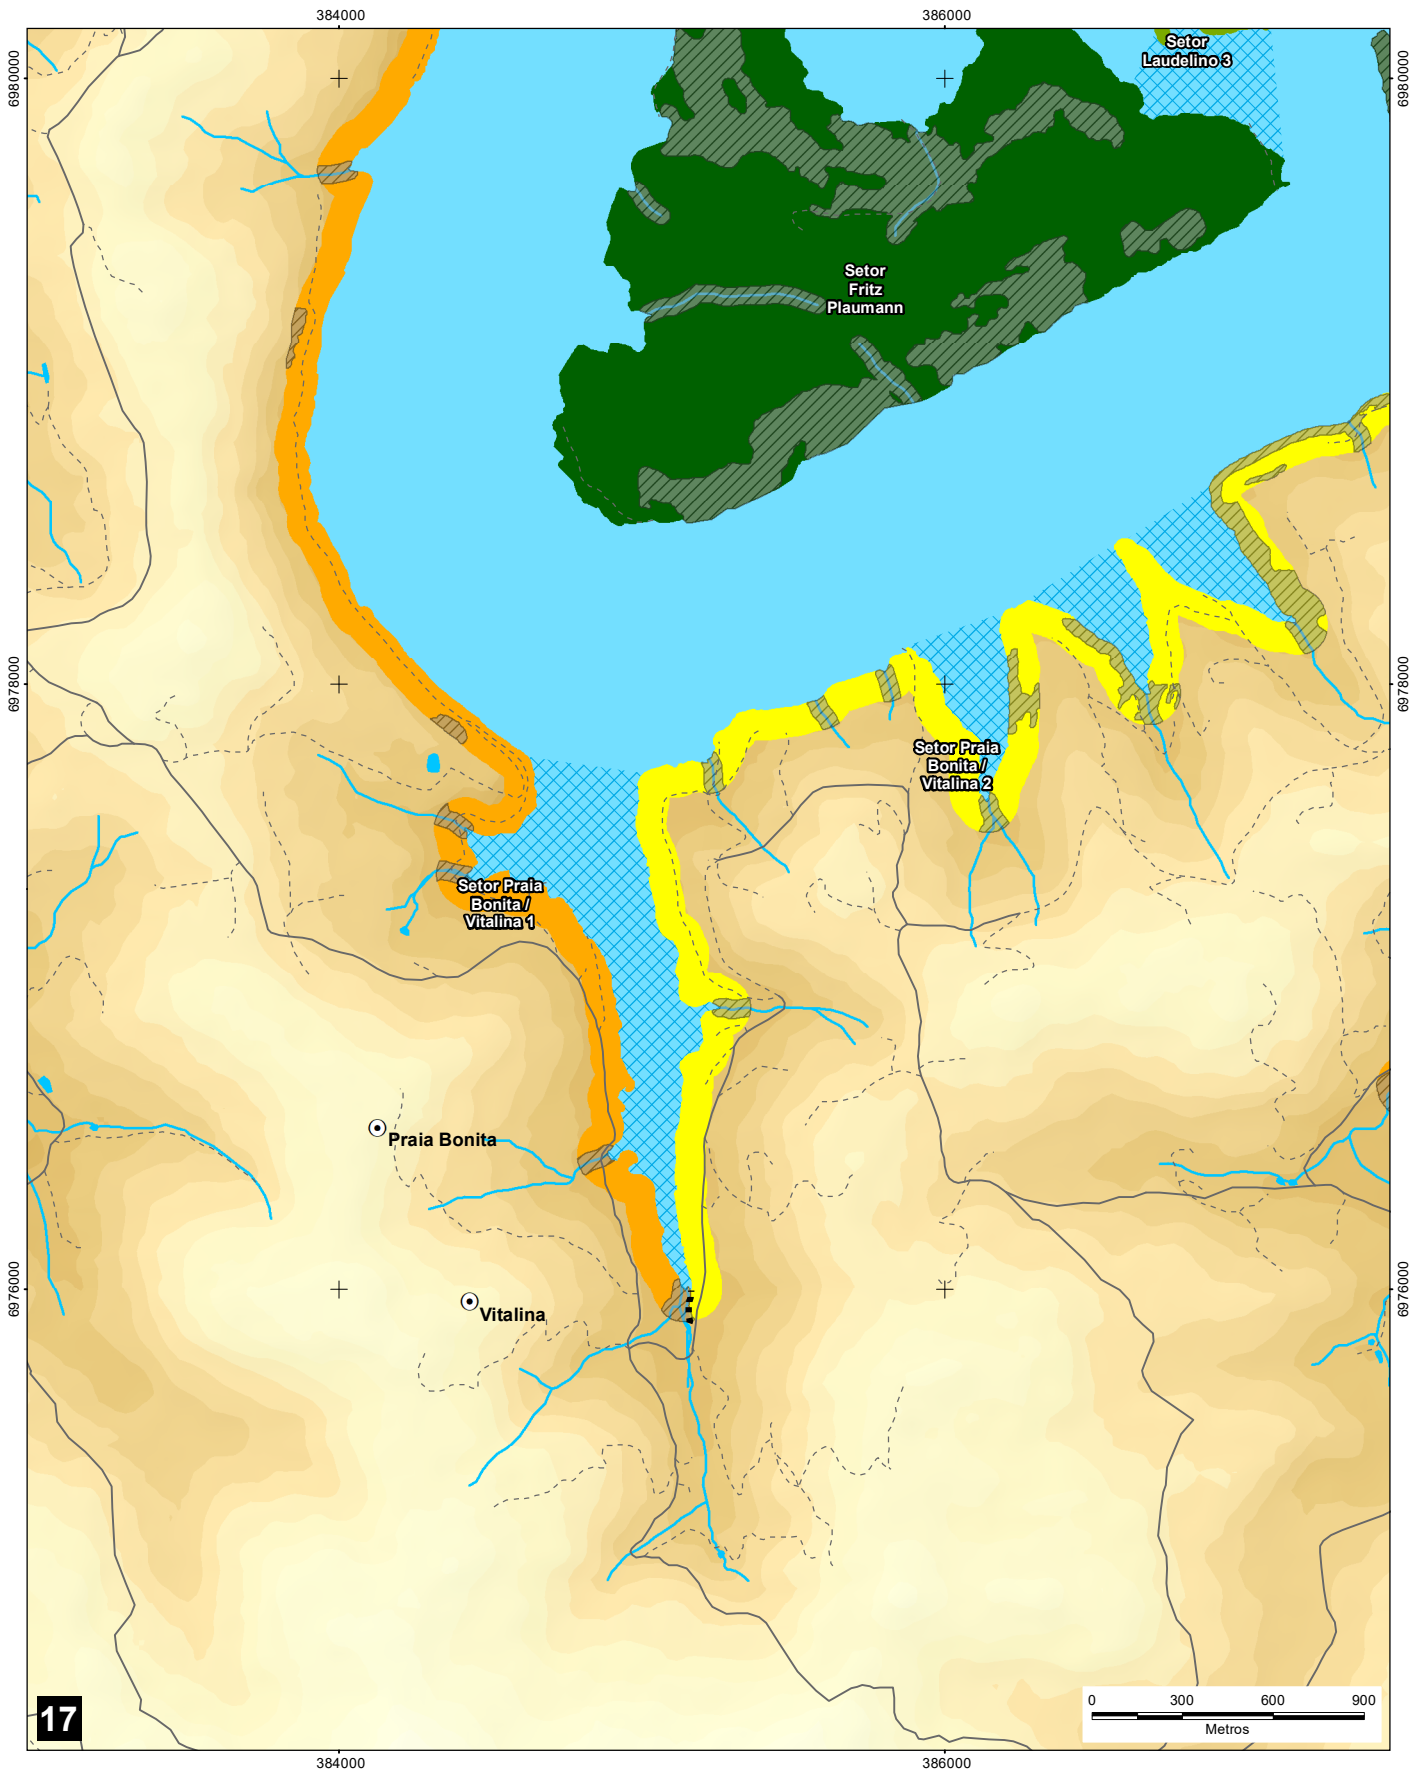 384000
386000
6980000
6980000
Setor
Laudelino 3
Setor
Fritz
Plaumann
6978000
6978000
Setor Praia
Bonita /
Vitalina 2
Setor Praia
Bonita /
Vitalina 1
Praia Bonita
6976000
6976000
Vitalina
17
0 300 600 900
Metros
384000
386000